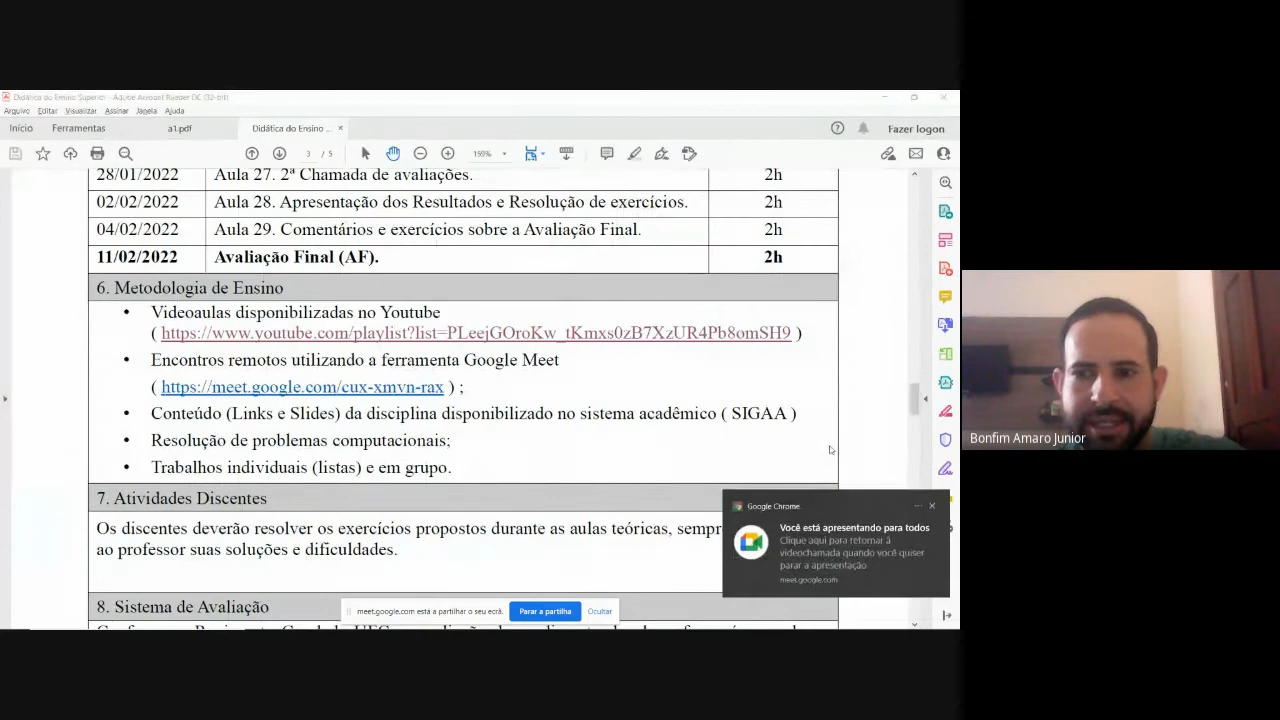 Didática do Ensino Superior - Adobe Acrobat Reader DC (32-bit)
Arquivo Editar Visualizar Assinar Janela Ajuda
Início Ferramentas a1.pdf Didática do Ensino ... × Fazer logon
3 / 5 159%
28/01/2022 Aula 27. 2ª Chamada de avaliações. 2h
02/02/2022 Aula 28. Apresentação dos Resultados e Resolução de exercícios. 2h
04/02/2022 Aula 29. Comentários e exercícios sobre a Avaliação Final. 2h
11/02/2022 Avaliação Final (AF). 2h
6. Metodologia de Ensino
• Videoaulas disponibilizadas no Youtube
( https://www.youtube.com/playlist?list=PLeejGOroKw_tKmxs0zB7XzUR4Pb8omSH9 )
• Encontros remotos utilizando a ferramenta Google Meet
( https://meet.google.com/cux-xmvn-rax ) ;
• Conteúdo (Links e Slides) da disciplina disponibilizado no sistema acadêmico ( SIGAA )
• Resolução de problemas computacionais;
• Trabalhos individuais (listas) e em grupo.
7. Atividades Discentes
Os discentes deverão resolver os exercícios propostos durante as aulas teóricas, sempr
ao professor suas soluções e dificuldades.
8. Sistema de Avaliação
Google Chrome
Você está apresentando para todos
Clique aqui para retornar à
videochamada quando você quiser
parar a apresentação
meet.google.com
meet.google.com está a partilhar o seu ecrã. Parar a partilha Ocultar
Bonfim Amaro Junior